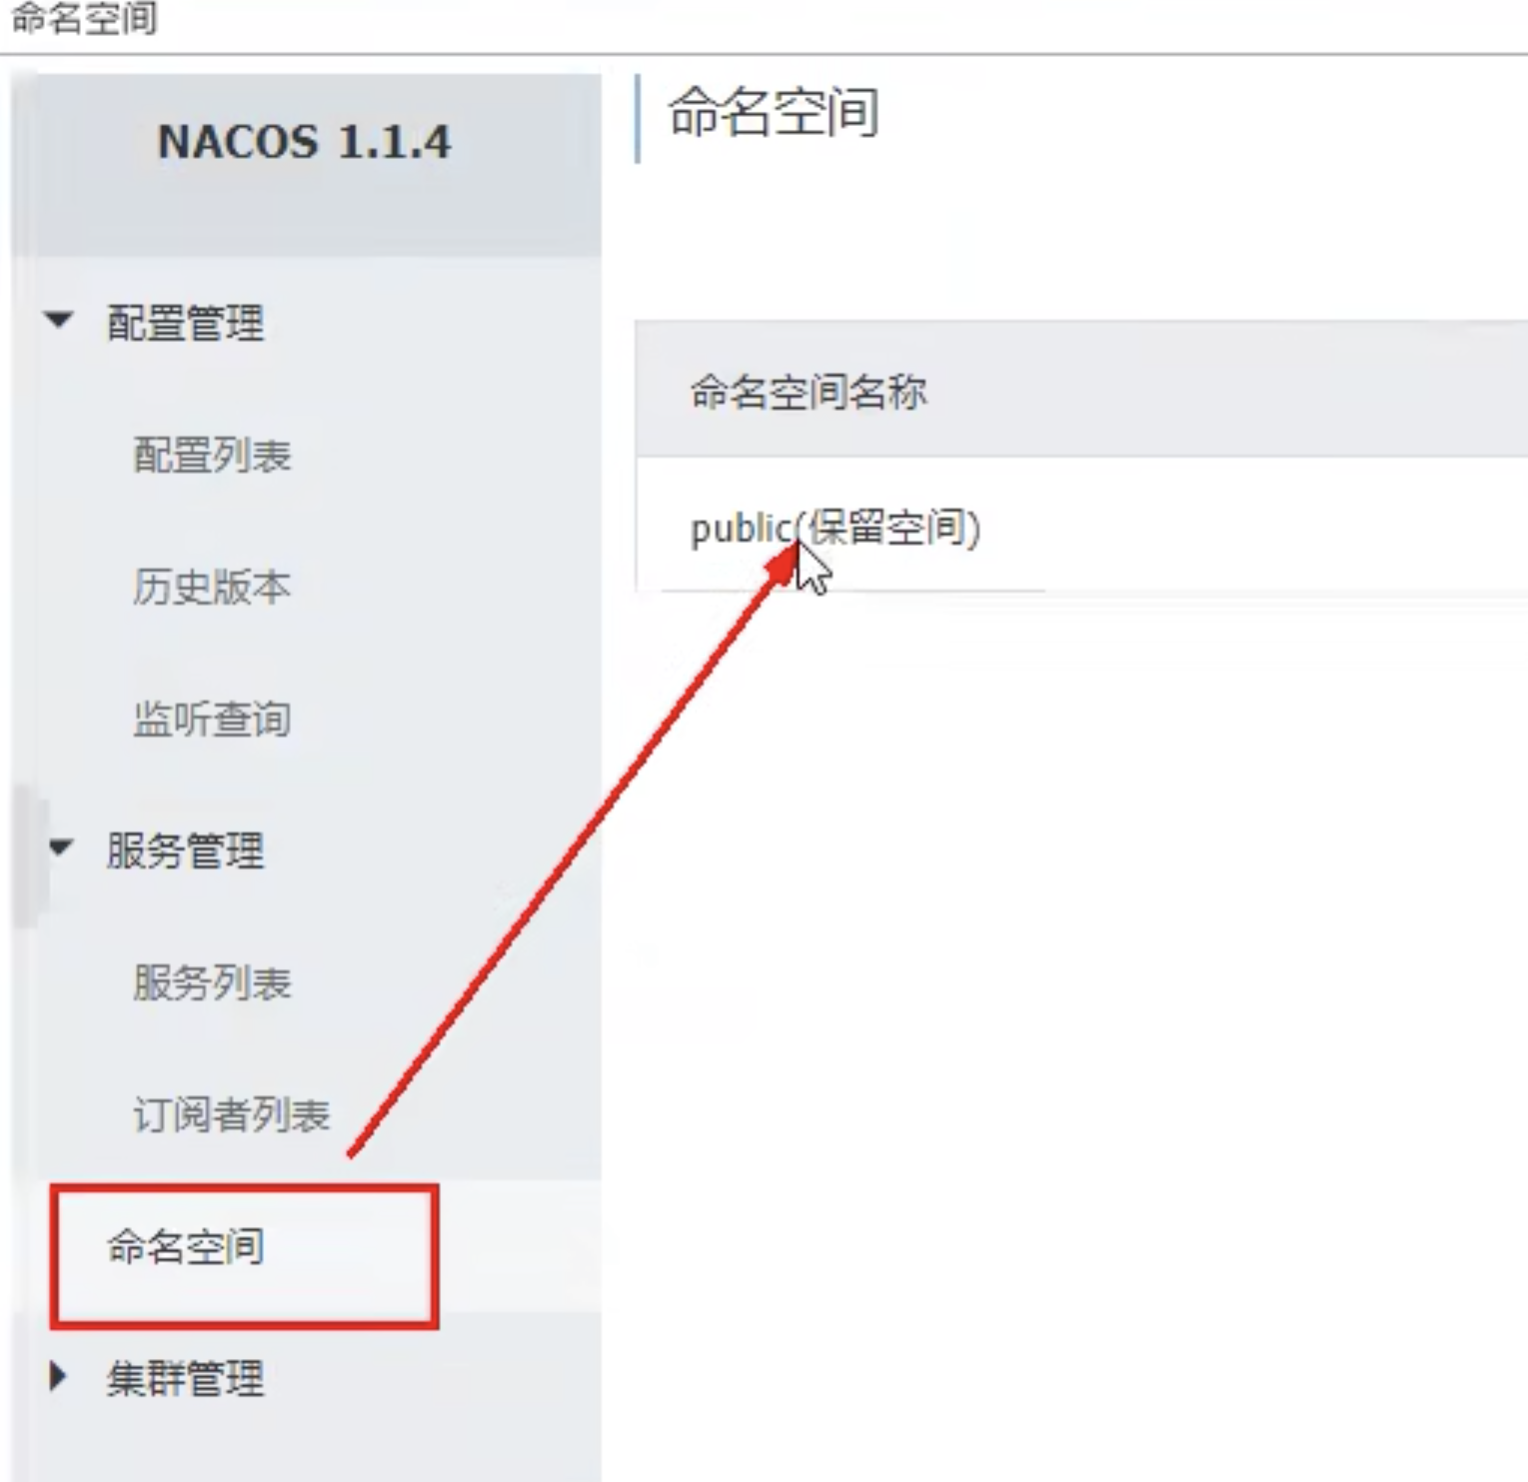 命名空间
NACOS 1.1.4
配置管理
配置列表
历史版本
监听查询
服务管理
服务列表
订阅者列表
命名空间
集群管理
命名空间
命名空间名称
public(保留空间)